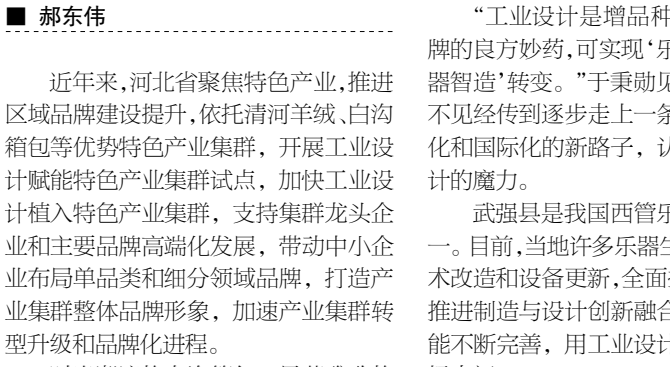 ■ 郝东伟
近年来,河北省聚焦特色产业,推进
区域品牌建设提升,依托清河羊绒、白沟
箱包等优势特色产业集群，开展工业设
计赋能特色产业集群试点，加快工业设
计植入特色产业集群，支持集群龙头企
业和主要品牌高端化发展，带动中小企
业布局单品类和细分领域品牌，打造产
业集群整体品牌形象，加速产业集群转
型升级和品牌化进程。
“工业设计是增品种
牌的良方妙药,可实现‘乐
器智造’转变。”于秉勋见
不见经传到逐步走上一条
化和国际化的新路子，认
计的魔力。
武强县是我国西管乐
一。目前,当地许多乐器生
术改造和设备更新,全面
推进制造与设计创新融合
能不断完善，用工业设计